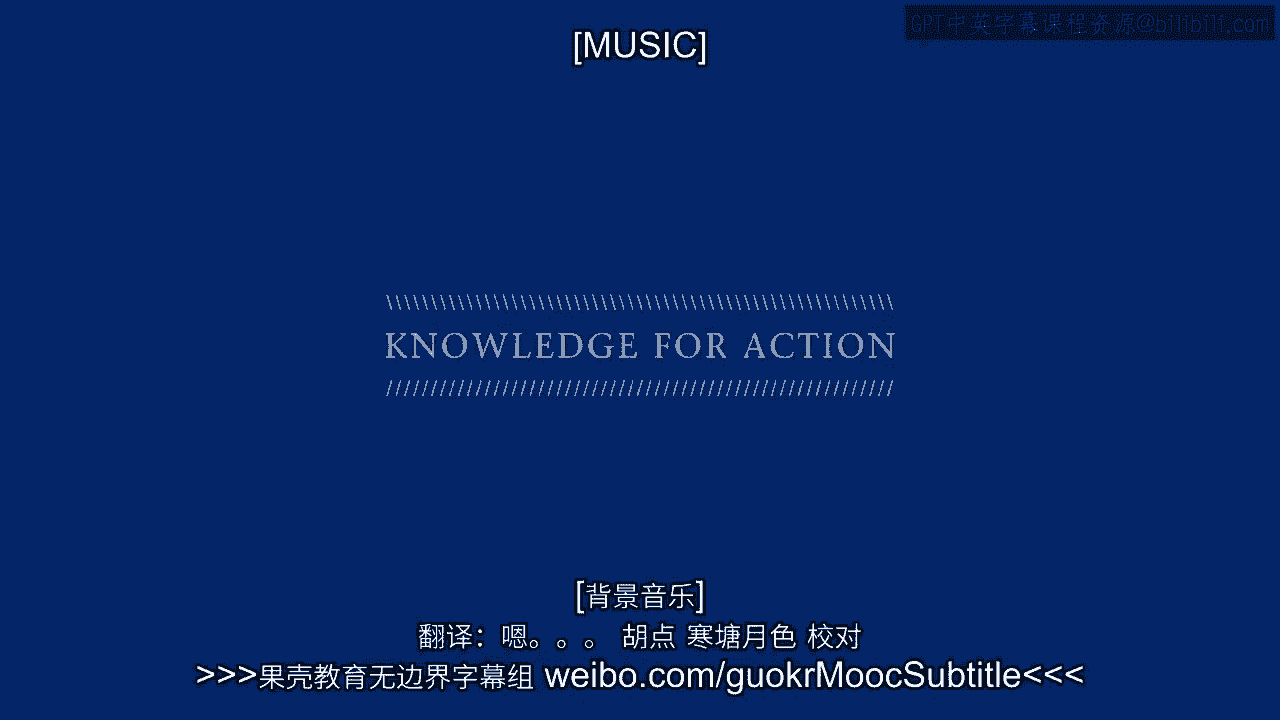 GPT中英字幕课程资源@bilibili.com
[MUSIC]
KNOWLEDGE FOR ACTION
[背景音乐]
翻译：嗯。。。 胡点 寒塘月色 校对
>>>果壳教育无边界字幕组 weibo.com/guokrMoocSubtitle<<<